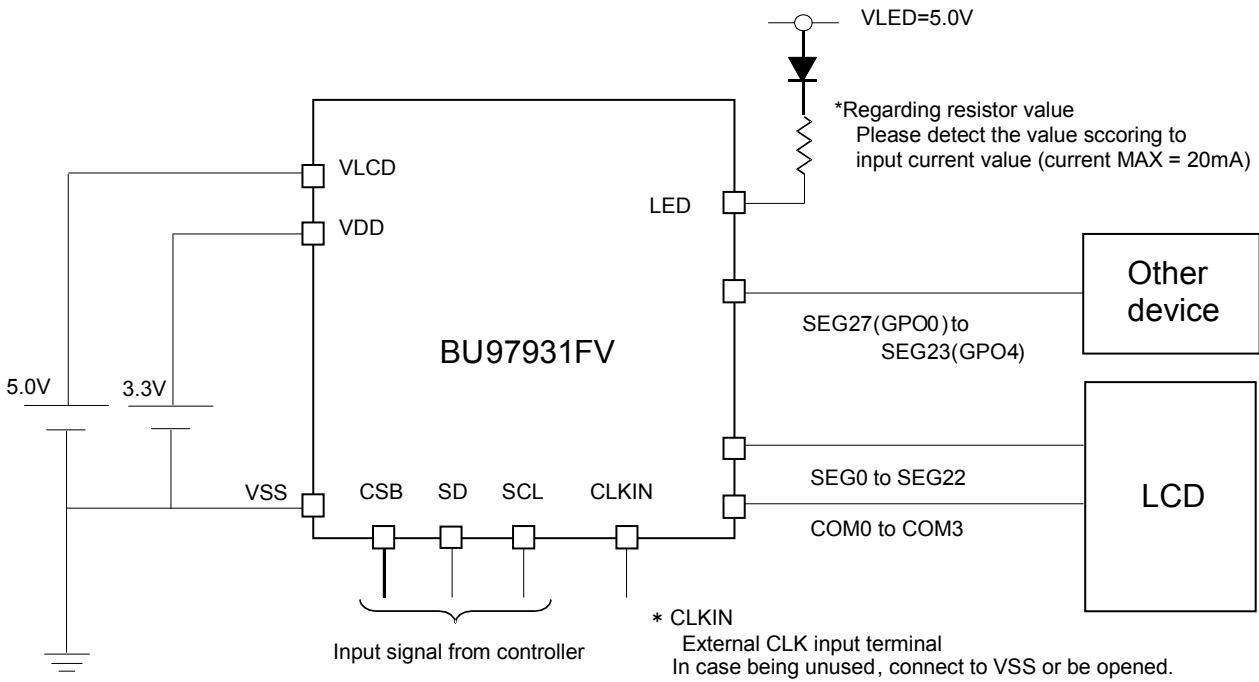 VLED=5.0V
*Regarding resistor value
Please detect the value sccoring to
input current value (current MAX = 20mA)
VLCD
LED
VDD
Other
device
SEG27(GPO0) to
SEG23(GPO4)
BU97931FV
5.0V
3.3V
VSS
CSB
SD
SCL
CLKIN
SEG0 to SEG22
LCD
COM0 to COM3
Input signal from controller
* CLKIN
External CLK input terminal
In case being unused, connect to VSS or be opened.